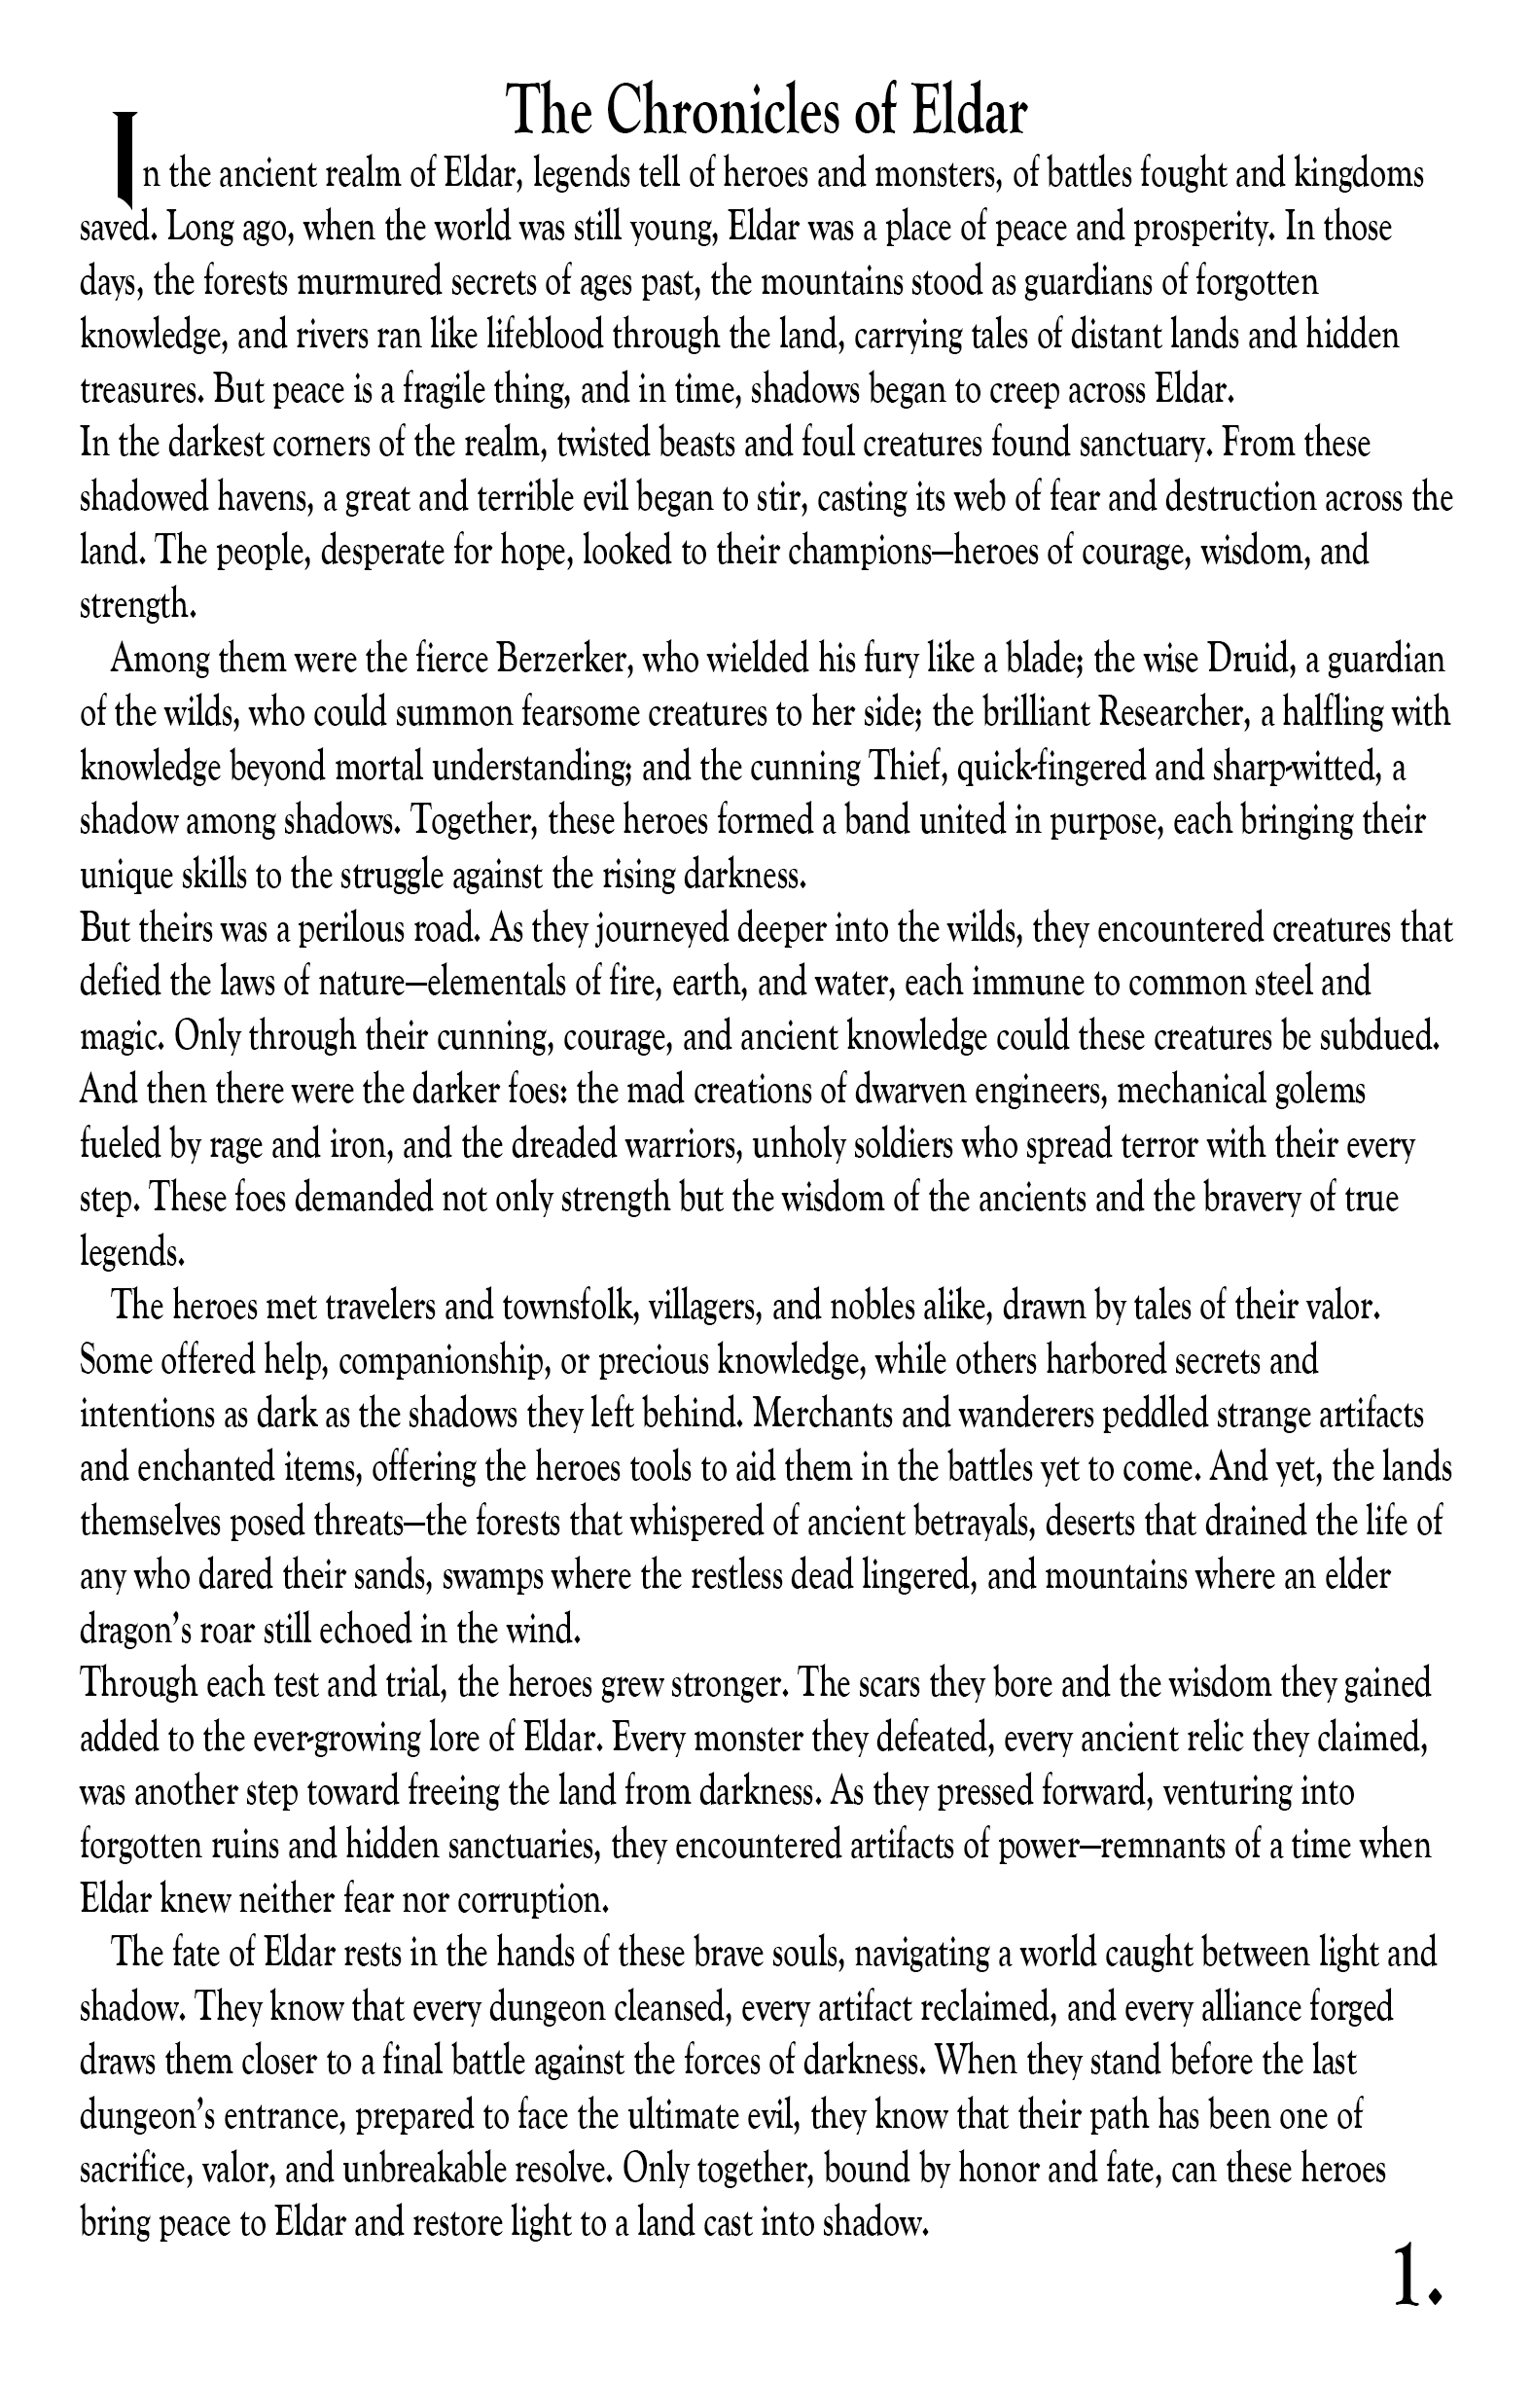 The Chronicles of Eldar
In the ancient realm of Eldar, legends tell of heroes and monsters, of battles fought and kingdoms
saved. Long ago, when the world was still young, Eldar was a place of peace and prosperity. In those
days, the forests murmured secrets of ages past, the mountains stood as guardians of forgotten
knowledge, and rivers ran like lifeblood through the land, carrying tales of distant lands and hidden
treasures. But peace is a fragile thing, and in time, shadows began to creep across Eldar.
In the darkest corners of the realm, twisted beasts and foul creatures found sanctuary. From these
shadowed havens, a great and terrible evil began to stir, casting its web of fear and destruction across the
land. The people, desperate for hope, looked to their champions—heroes of courage, wisdom, and
strength.
Among them were the fierce Berzerker, who wielded his fury like a blade; the wise Druid, a guardian
of the wilds, who could summon fearsome creatures to her side; the brilliant Researcher, a halfling with
knowledge beyond mortal understanding; and the cunning Thief, quick-fingered and sharp-witted, a
shadow among shadows. Together, these heroes formed a band united in purpose, each bringing their
unique skills to the struggle against the rising darkness.
But theirs was a perilous road. As they journeyed deeper into the wilds, they encountered creatures that
defied the laws of nature—elementals of fire, earth, and water, each immune to common steel and
magic. Only through their cunning, courage, and ancient knowledge could these creatures be subdued.
And then there were the darker foes: the mad creations of dwarven engineers, mechanical golems
fueled by rage and iron, and the dreaded warriors, unholy soldiers who spread terror with their every
step. These foes demanded not only strength but the wisdom of the ancients and the bravery of true
legends.
The heroes met travelers and townsfolk, villagers, and nobles alike, drawn by tales of their valor.
Some offered help, companionship, or precious knowledge, while others harbored secrets and
intentions as dark as the shadows they left behind. Merchants and wanderers peddled strange artifacts
and enchanted items, offering the heroes tools to aid them in the battles yet to come. And yet, the lands
themselves posed threats—the forests that whispered of ancient betrayals, deserts that drained the life of
any who dared their sands, swamps where the restless dead lingered, and mountains where an elder
dragon’s roar still echoed in the wind.
Through each test and trial, the heroes grew stronger. The scars they bore and the wisdom they gained
added to the ever-growing lore of Eldar. Every monster they defeated, every ancient relic they claimed,
was another step toward freeing the land from darkness. As they pressed forward, venturing into
forgotten ruins and hidden sanctuaries, they encountered artifacts of power—remnants of a time when
Eldar knew neither fear nor corruption.
The fate of Eldar rests in the hands of these brave souls, navigating a world caught between light and
shadow. They know that every dungeon cleansed, every artifact reclaimed, and every alliance forged
draws them closer to a final battle against the forces of darkness. When they stand before the last
dungeon’s entrance, prepared to face the ultimate evil, they know that their path has been one of
sacrifice, valor, and unbreakable resolve. Only together, bound by honor and fate, can these heroes
bring peace to Eldar and restore light to a land cast into shadow.
1.